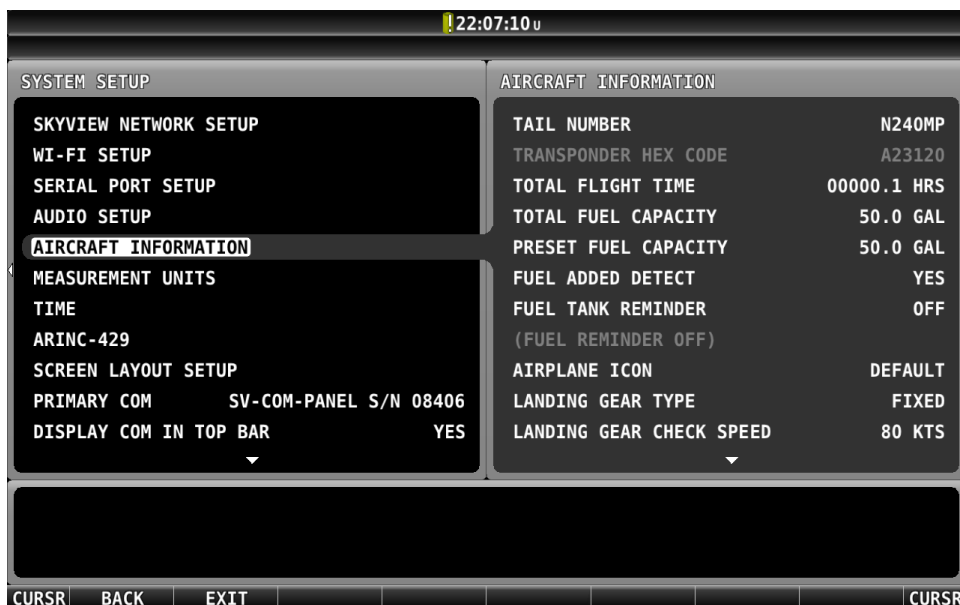 !22:07:10 U
SYSTEM SETUP
SKYVIEW NETWORK SETUP
WI-FI SETUP
SERIAL PORT SETUP
AUDIO SETUP
AIRCRAFT INFORMATION
MEASUREMENT UNITS
TIME
ARINC-429
SCREEN LAYOUT SETUP
PRIMARY COM SV-COM-PANEL S/N 08406
DISPLAY COM IN TOP BAR YES
AIRCRAFT INFORMATION
TAIL NUMBER N240MP
TRANSPONDER HEX CODE A23120
TOTAL FLIGHT TIME 00000.1 HRS
TOTAL FUEL CAPACITY 50.0 GAL
PRESET FUEL CAPACITY 50.0 GAL
FUEL ADDED DETECT YES
FUEL TANK REMINDER OFF
(FUEL REMINDER OFF)
AIRPLANE ICON DEFAULT
LANDING GEAR TYPE FIXED
LANDING GEAR CHECK SPEED 80 KTS
CURSR BACK EXIT CURSR